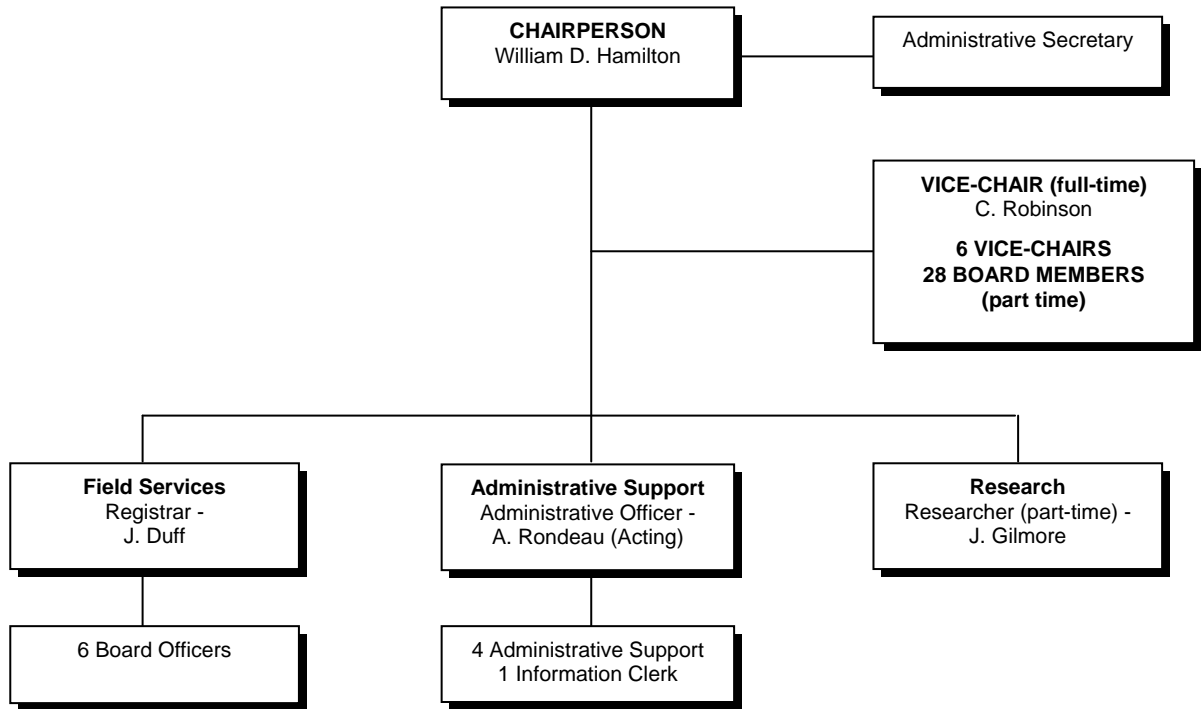 CHAIRPERSON
William D. Hamilton
Administrative Secretary
VICE-CHAIR (full-time)
C. Robinson
6 VICE-CHAIRS
28 BOARD MEMBERS
(part time)
Field Services
Registrar -
J. Duff
Administrative Support
Administrative Officer -
A. Rondeau (Acting)
Research
Researcher (part-time) -
J. Gilmore
6 Board Officers
4 Administrative Support
1 Information Clerk